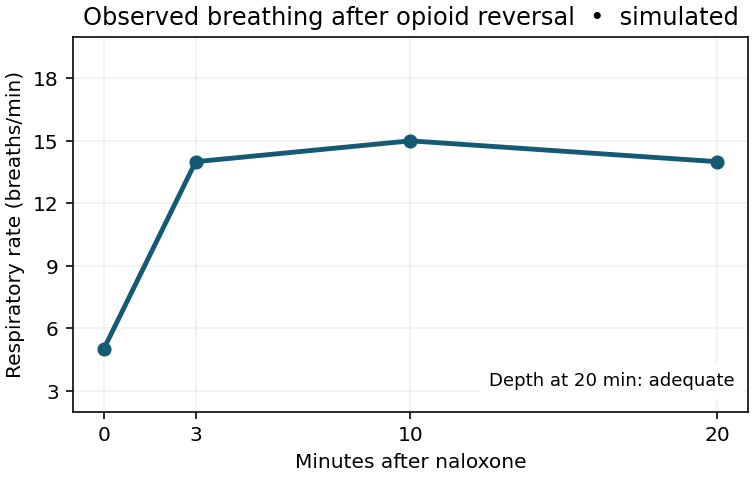 Observed breathing after opioid reversal • simulated
Respiratory rate (breaths/min)
18
15
12
9
6
3
Depth at 20 min: adequate
0 3 10 20
Minutes after naloxone